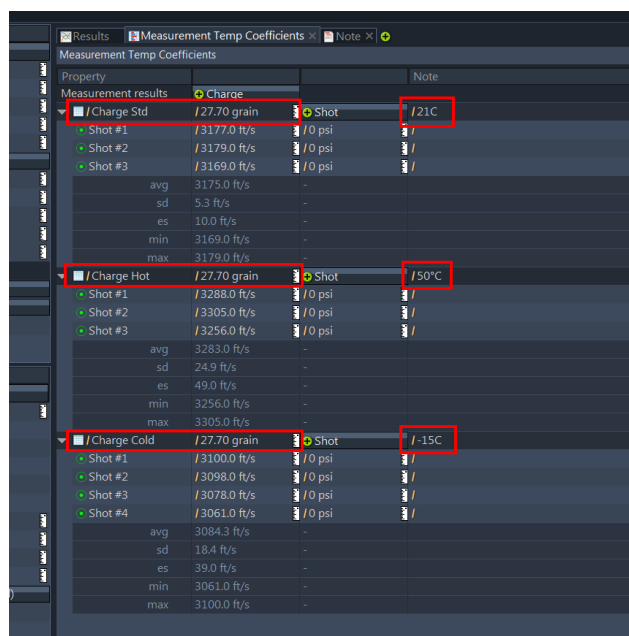 Results Measurement Temp Coefficients × Note ×
Measurement Temp Coefficients
Property Note
Measurement results Charge
Charge Std 27.70 grain Shot 21C
Shot #1 3177.0 ft/s 0 psi
Shot #2 3179.0 ft/s 0 psi
Shot #3 3169.0 ft/s 0 psi
avg 3175.0 ft/s -
sd 5.3 ft/s -
es 10.0 ft/s -
min 3169.0 ft/s -
max 3179.0 ft/s -
Charge Hot 27.70 grain Shot 50°C
Shot #1 3288.0 ft/s 0 psi
Shot #2 3305.0 ft/s 0 psi
Shot #3 3256.0 ft/s 0 psi
avg 3283.0 ft/s -
sd 24.9 ft/s -
es 49.0 ft/s -
min 3256.0 ft/s -
max 3305.0 ft/s -
Charge Cold 27.70 grain Shot -15C
Shot #1 3100.0 ft/s 0 psi
Shot #2 3098.0 ft/s 0 psi
Shot #3 3078.0 ft/s 0 psi
Shot #4 3061.0 ft/s 0 psi
avg 3084.3 ft/s -
sd 18.4 ft/s -
es 39.0 ft/s -
min 3061.0 ft/s -
max 3100.0 ft/s -